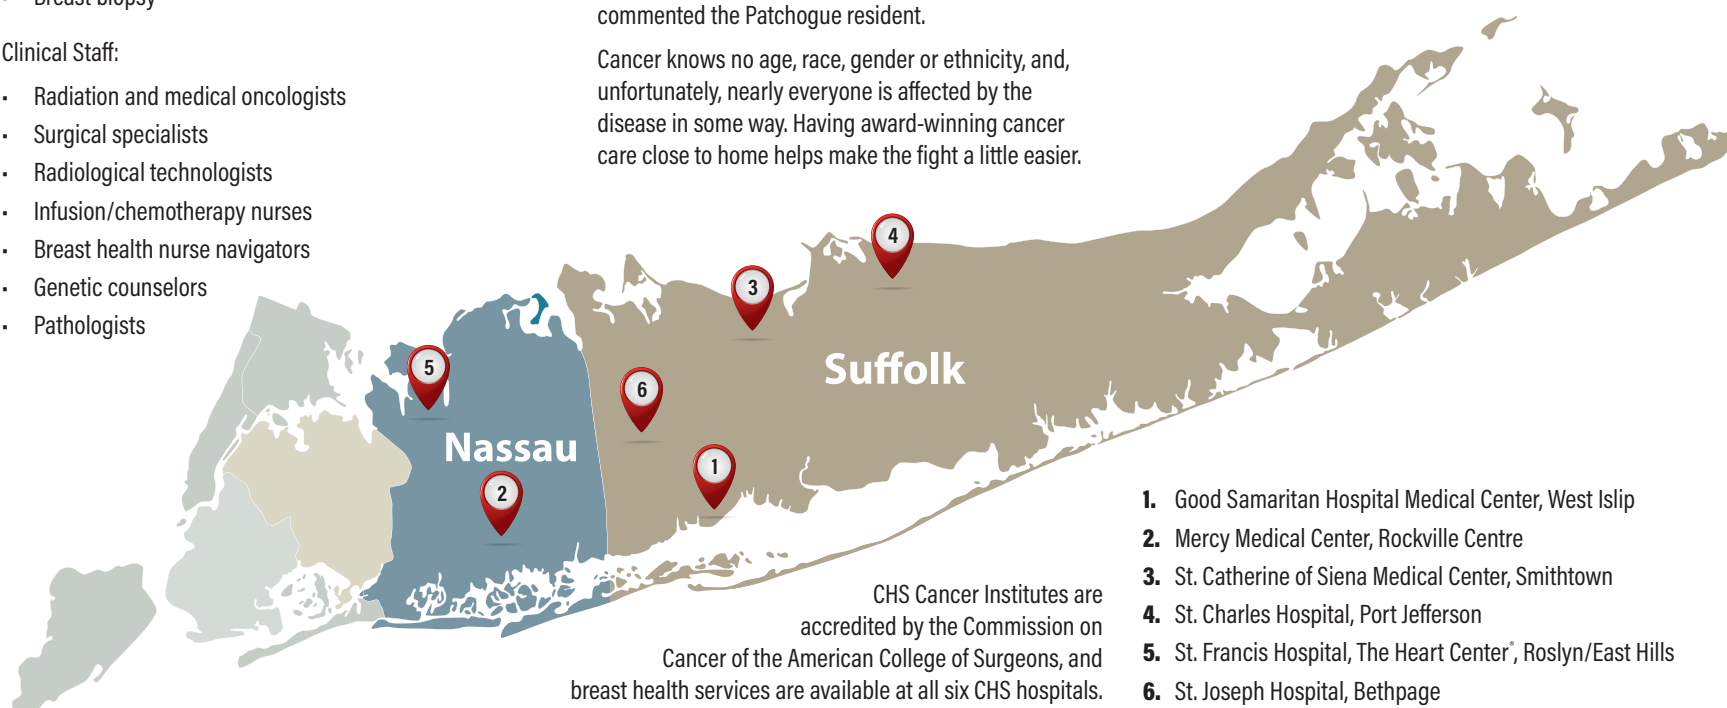 Breast biopsy
Clinical Staff:
· Radiation and medical oncologists
· Surgical specialists
· Radiological technologists
· Infusion/chemotherapy nurses
· Breast health nurse navigators
· Genetic counselors
· Pathologists
commented the Patchogue resident.
Cancer knows no age, race, gender or ethnicity, and,
unfortunately, nearly everyone is affected by the
disease in some way. Having award-winning cancer
care close to home helps make the fight a little easier.
4
3
Suffolk
5
6
Nassau
1
2
CHS Cancer Institutes are
accredited by the Commission on
Cancer of the American College of Surgeons, and
breast health services are available at all six CHS hospitals.
1. Good Samaritan Hospital Medical Center, West Islip
2. Mercy Medical Center, Rockville Centre
3. St. Catherine of Siena Medical Center, Smithtown
4. St. Charles Hospital, Port Jefferson
5. St. Francis Hospital, The Heart Center®, Roslyn/East Hills
6. St. Joseph Hospital, Bethpage